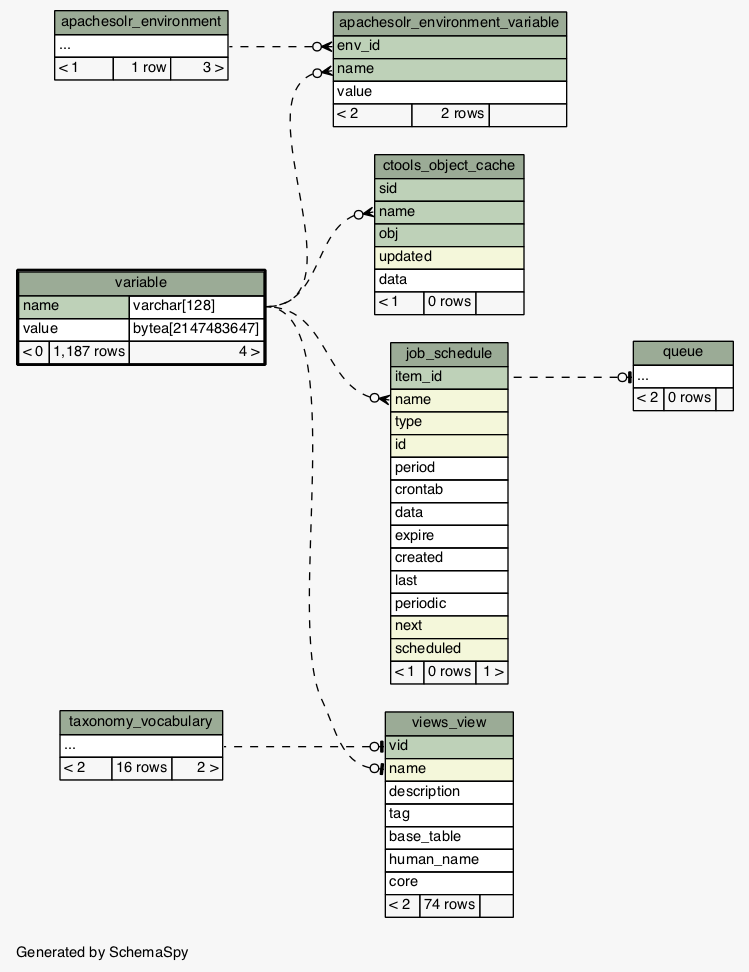 apachesolr_environment
...
< 1 1 row 3 >
apachesolr_environment_variable
env_id
name
value
< 2 2 rows
ctools_object_cache
sid
name
obj
updated
data
< 1 0 rows
variable
name varchar[128]
value bytea[2147483647]
< 0 1,187 rows 4 >
job_schedule
item_id
name
type
id
period
crontab
data
expire
created
last
periodic
next
scheduled
< 1 0 rows 1 >
queue
...
< 2 0 rows
taxonomy_vocabulary
...
< 2 16 rows 2 >
views_view
vid
name
description
tag
base_table
human_name
core
< 2 74 rows
Generated by SchemaSpy